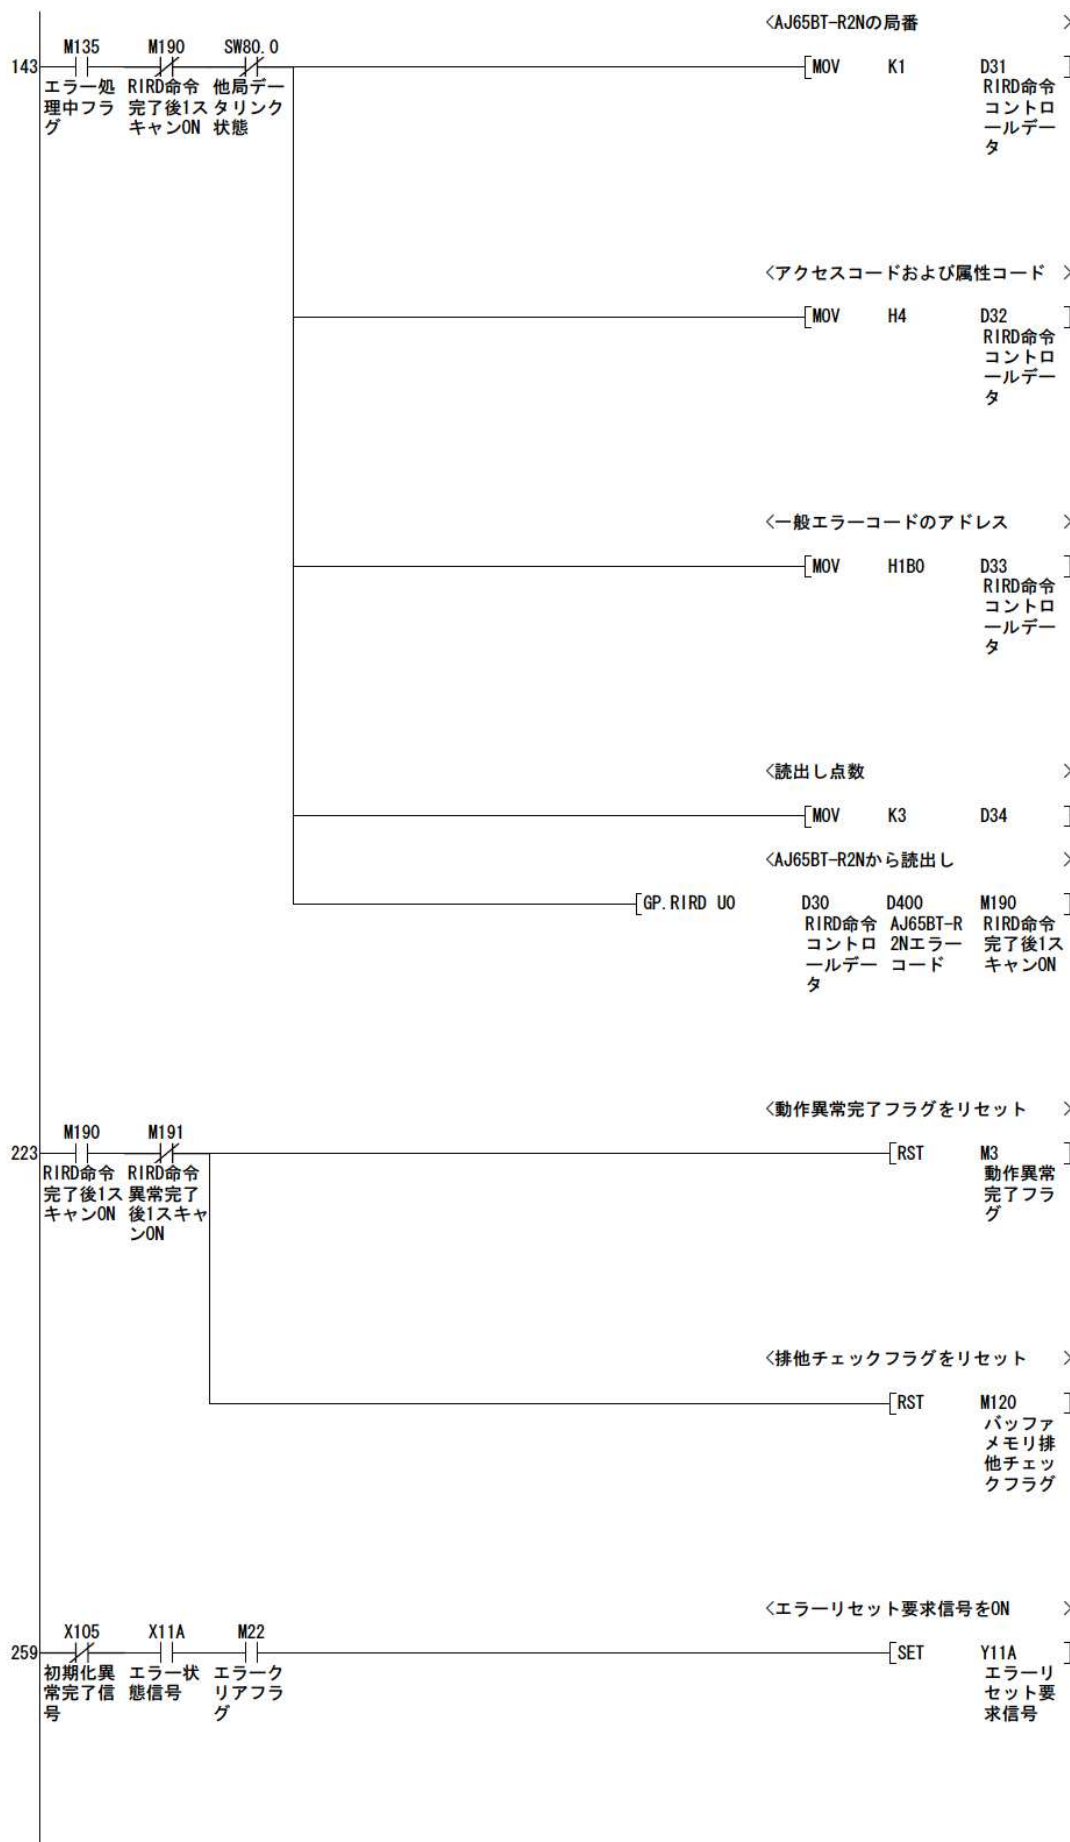 <AJ65BT-R2Nの局番 >
M135 M190 SW80.0
143 [MOV K1 D31 ]
エラー処 RIRD命令 他局デー RIRD命令
理中フラ 完了後1ス タリンク コントロ
グ キャンON 状態 ールデー
タ
<アクセスコードおよび属性コード >
[MOV H4 D32 ]
RIRD命令
コントロ
ールデー
タ
<一般エラーコードのアドレス >
[MOV H1B0 D33 ]
RIRD命令
コントロ
ールデー
タ
<読出し点数 >
[MOV K3 D34 ]
<AJ65BT-R2Nから読出し >
[GP.RIRD U0 D30 D400 M190 ]
RIRD命令 AJ65BT-R RIRD命令
コントロ 2Nエラー 完了後1ス
ールデー コード キャンON
タ
<動作異常完了フラグをリセット >
M190 M191
223 [RST M3 ]
RIRD命令 RIRD命令 動作異常
完了後1ス 異常完了 完了フラ
キャンON 後1スキャ グ
ンON
<排他チェックフラグをリセット >
[RST M120 ]
バッファ
メモリ排
他チェッ
クフラグ
<エラーリセット要求信号をON >
X105 X11A M22
259 [SET Y11A ]
初期化異 エラー状 エラーク エラーリ
常完了信 態信号 リアフラ セット要
号 グ 求信号